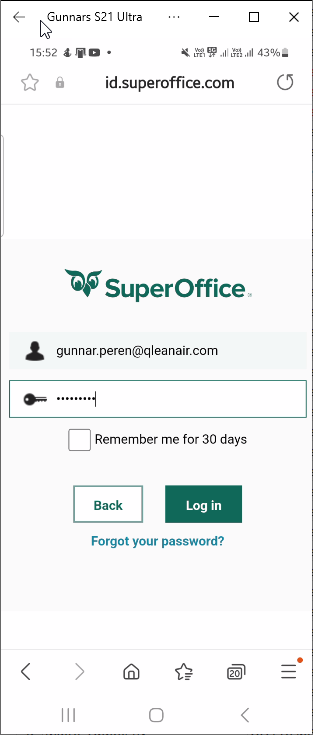 Gunnars S21 Ultra
15:52
43%
id.superoffice.com
SuperOffice
gunnar.peren@qleanair.com
•••••••••
Remember me for 30 days
Back
Log in
Forgot your password?
20